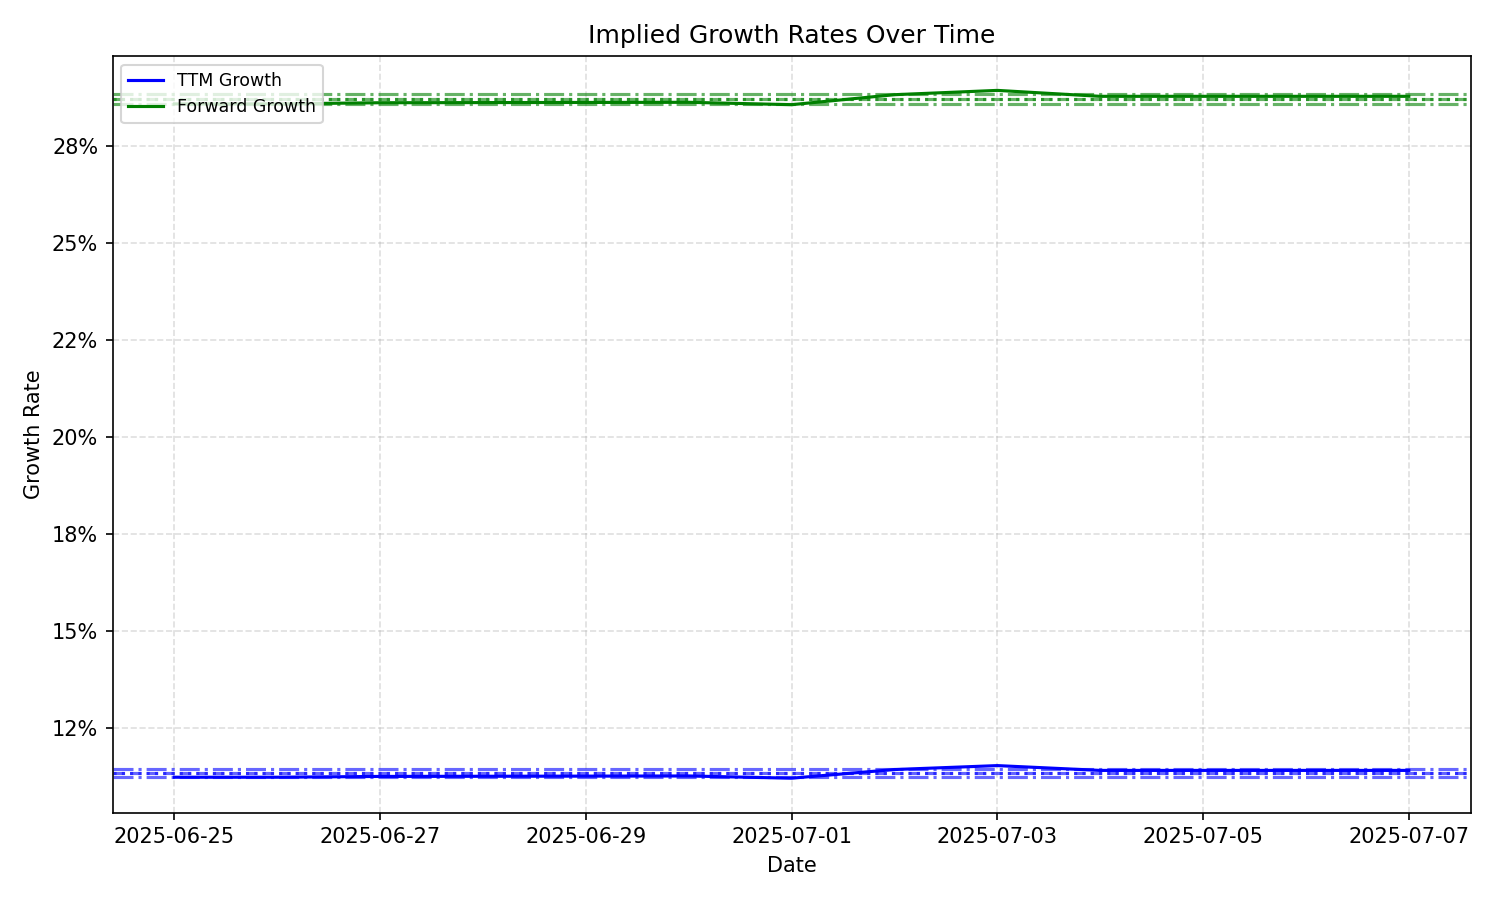 Implied Growth Rates Over Time
TTM Growth
Forward Growth
28%
25%
22%
20%
18%
15%
12%
Growth Rate
2025-06-25 2025-06-27 2025-06-29 2025-07-01 2025-07-03 2025-07-05 2025-07-07
Date